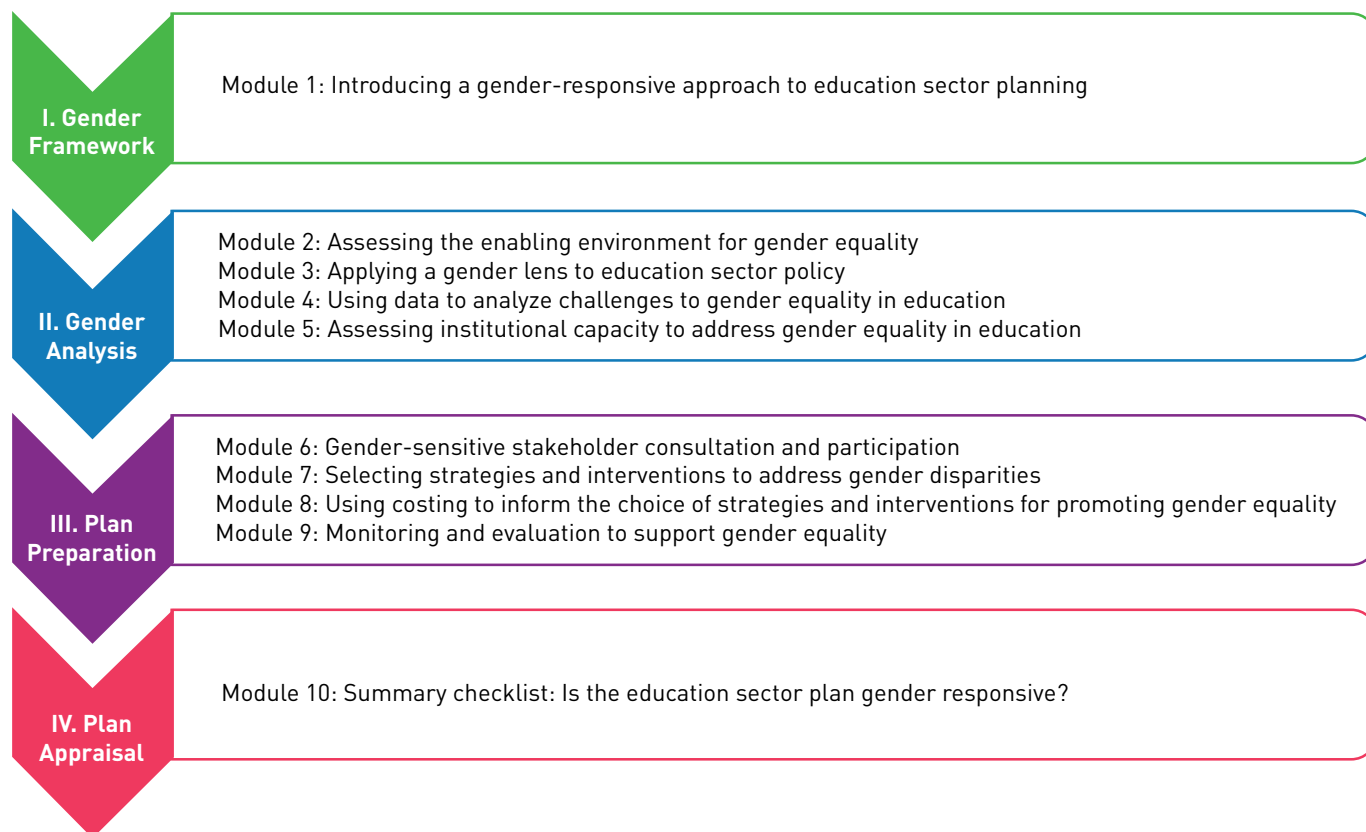 I. Gender
Framework
Module 1: Introducing a gender-responsive approach to education sector planning
II. Gender
Analysis
Module 2: Assessing the enabling environment for gender equality
Module 3: Applying a gender lens to education sector policy
Module 4: Using data to analyze challenges to gender equality in education
Module 5: Assessing institutional capacity to address gender equality in education
III. Plan
Preparation
Module 6: Gender-sensitive stakeholder consultation and participation
Module 7: Selecting strategies and interventions to address gender disparities
Module 8: Using costing to inform the choice of strategies and interventions for promoting gender equality
Module 9: Monitoring and evaluation to support gender equality
IV. Plan
Appraisal
Module 10: Summary checklist: Is the education sector plan gender responsive?